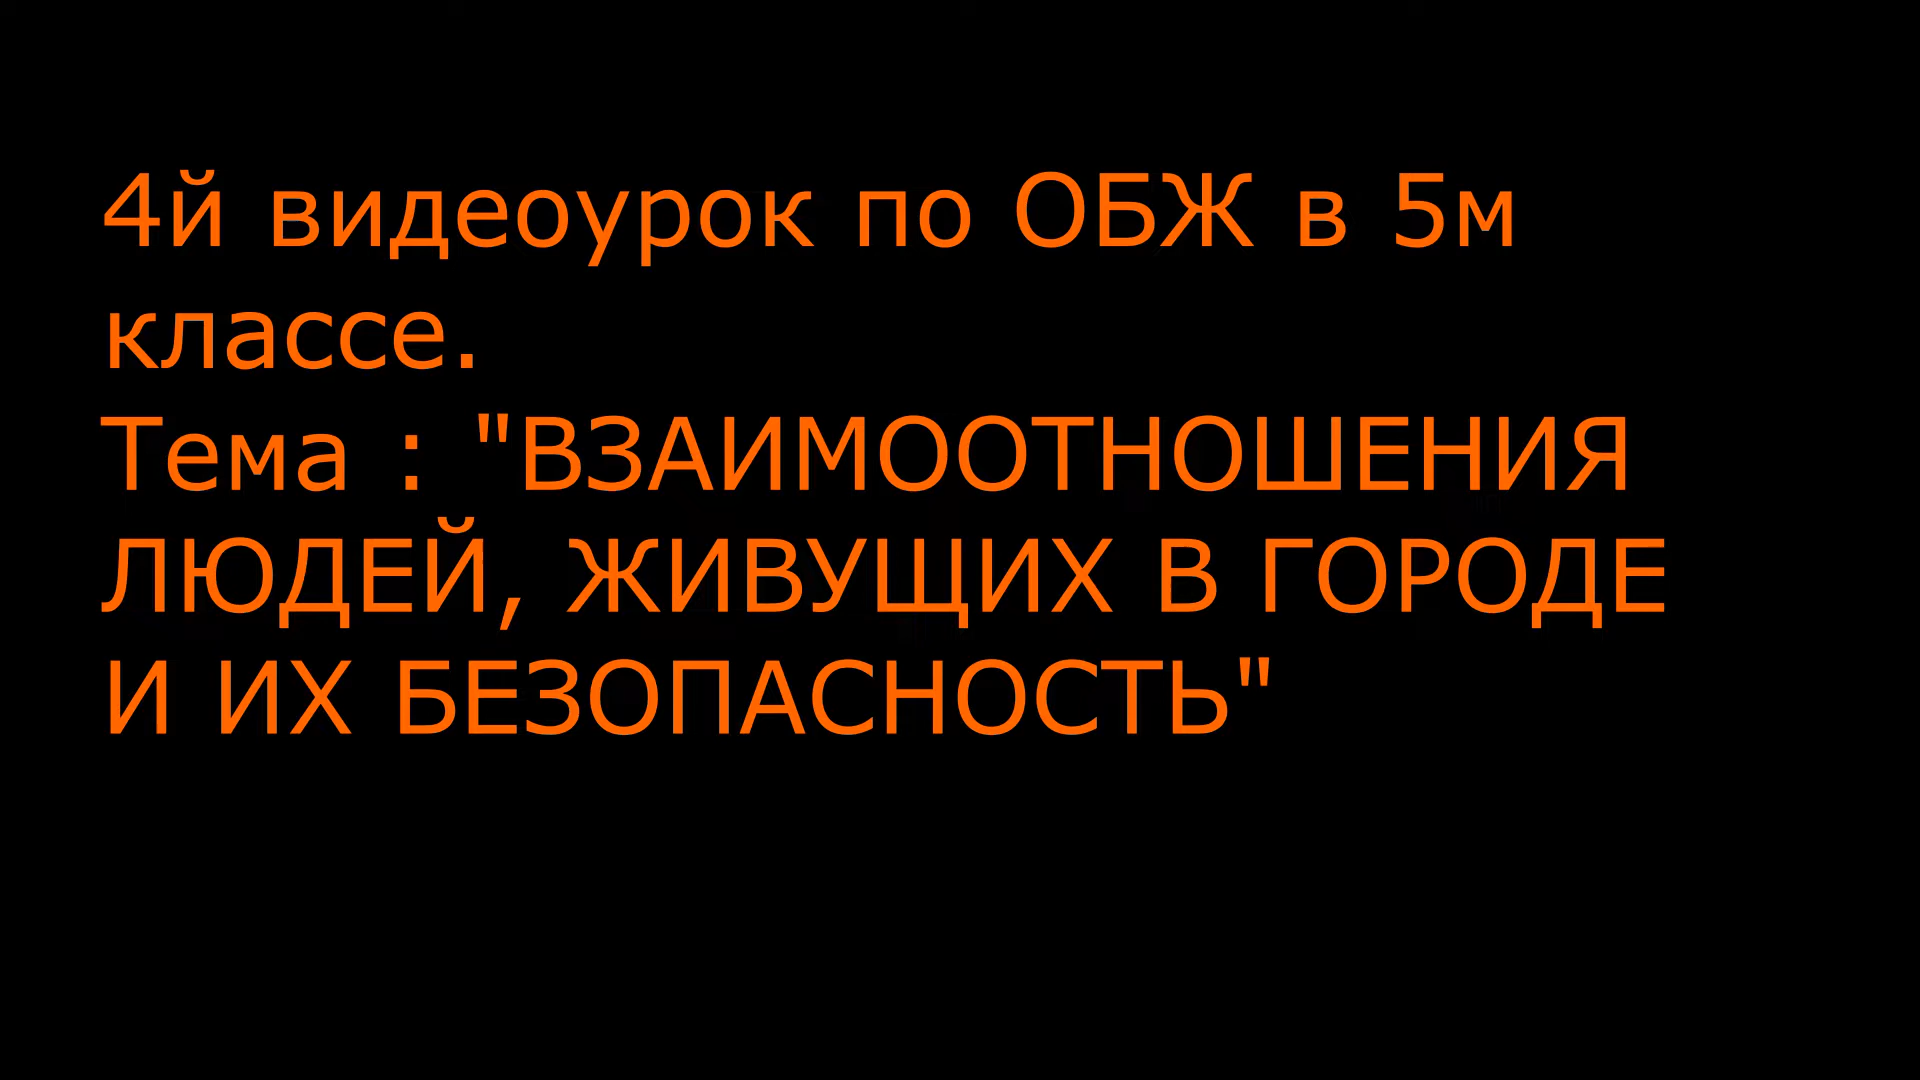 4й видеоурок по ОБЖ в 5м
классе.
Тема : "ВЗАИМООТНОШЕНИЯ
ЛЮДЕЙ, ЖИВУЩИХ В ГОРОДЕ
И ИХ БЕЗОПАСНОСТЬ"